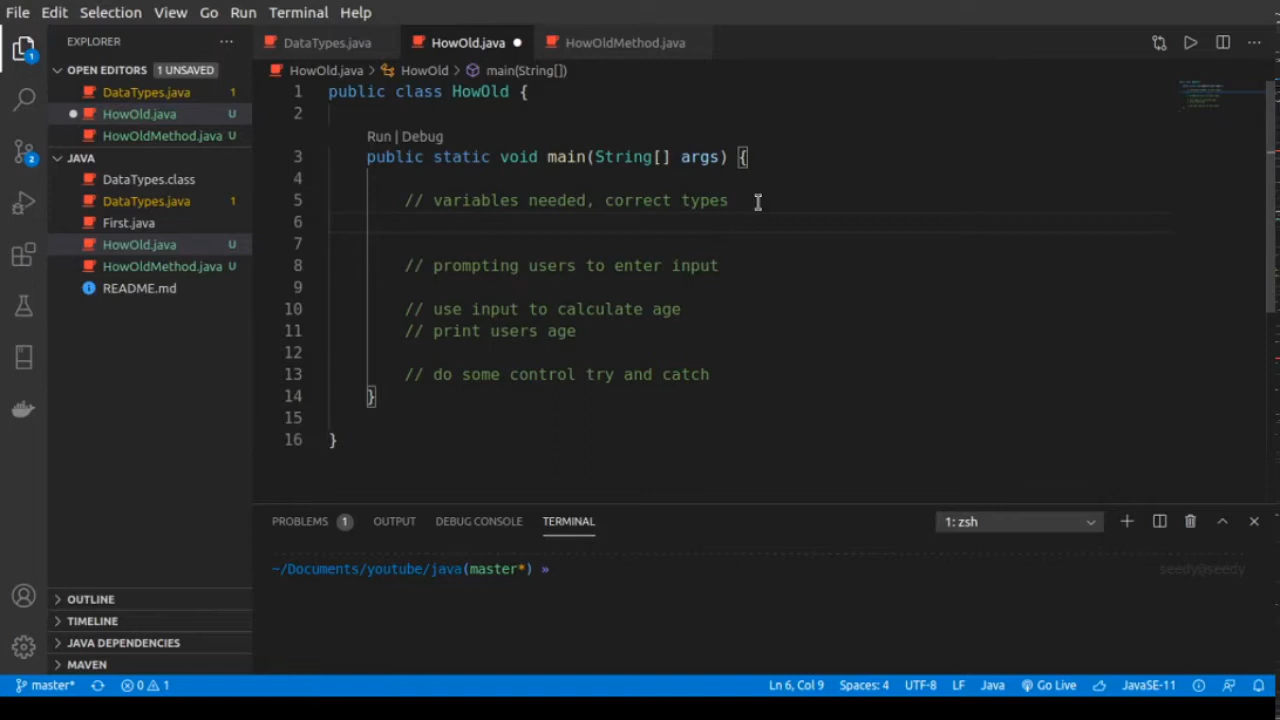 File Edit Selection View Go Run Terminal Help
EXPLORER
OPEN EDITORS 1 UNSAVED
DataTypes.java 1
HowOld.java U
HowOldMethod.java U
JAVA
DataTypes.class
DataTypes.java 1
First.java
HowOld.java U
HowOldMethod.java U
README.md
OUTLINE
TIMELINE
JAVA DEPENDENCIES
MAVEN
1
2
DataTypes.java HowOld.java HowOldMethod.java
HowOld.java > HowOld > main(String[])
1 public class HowOld {
2
Run | Debug
3 public static void main(String[] args) {
4
5 // variables needed, correct types
6
7
8 // prompting users to enter input
9
10 // use input to calculate age
11 // print users age
12
13 // do some control try and catch
14 }
15
16 }
PROBLEMS 1 OUTPUT DEBUG CONSOLE TERMINAL 1: zsh
~/Documents/youtube/java(master*) » seedy@seedy
master* 0 1 Ln 6, Col 9 Spaces: 4 UTF-8 LF Java Go Live JavaSE-11